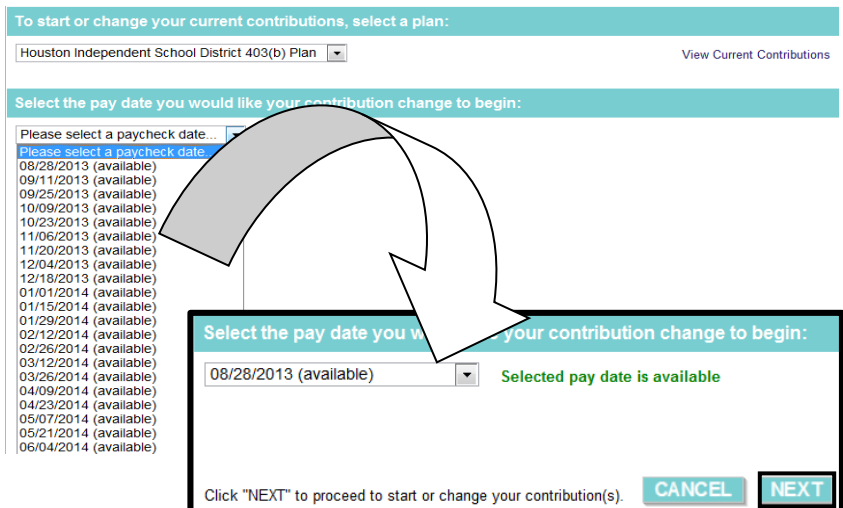 To start or change your current contributions, select a plan:
Houston Independent School District 403(b) Plan
View Current Contributions
Select the pay date you would like your contribution change to begin:
Please select a paycheck date...
Please select a paycheck date
08/28/2013 (available)
09/11/2013 (available)
09/25/2013 (available)
10/09/2013 (available)
10/23/2013 (available)
11/06/2013 (available)
11/20/2013 (available)
12/04/2013 (available)
12/18/2013 (available)
01/01/2014 (available)
01/15/2014 (available)
01/29/2014 (available)
02/12/2014 (available)
02/26/2014 (available)
03/12/2014 (available)
03/26/2014 (available)
04/09/2014 (available)
04/23/2014 (available)
05/07/2014 (available)
05/21/2014 (available)
06/04/2014 (available)
Select the pay date you your contribution change to begin:
08/28/2013 (available)
Selected pay date is available
Click "NEXT" to proceed to start or change your contribution(s).
CANCEL
NEXT